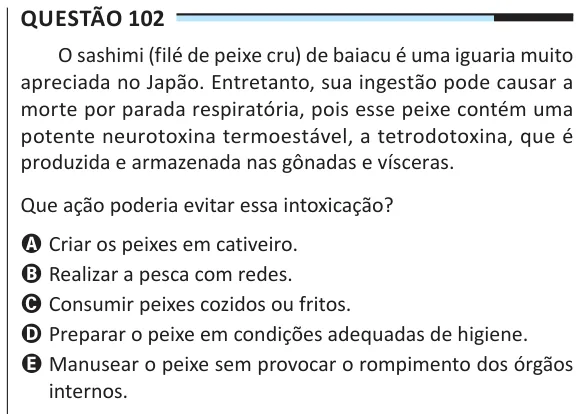 QUESTÃO 102
O sashimi (filé de peixe cru) de baiacu é uma iguaria muito
apreciada no Japão. Entretanto, sua ingestão pode causar a
morte por parada respiratória, pois esse peixe contém uma
potente neurotoxina termoestável, a tetrodotoxina, que é
produzida e armazenada nas gônadas e vísceras.
Que ação poderia evitar essa intoxicação?
A Criar os peixes em cativeiro.
B Realizar a pesca com redes.
C Consumir peixes cozidos ou fritos.
D Preparar o peixe em condições adequadas de higiene.
E Manusear o peixe sem provocar o rompimento dos órgãos
internos.